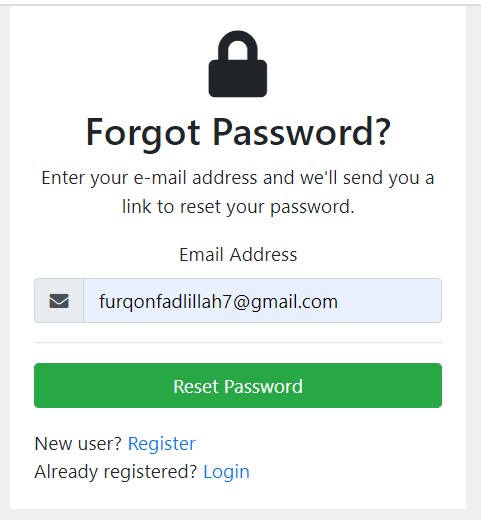 Forgot Password?
Enter your e-mail address and we'll send you a
link to reset your password.
Email Address
furqonfadlillah7@gmail.com
Reset Password
New user? Register
Already registered? Login